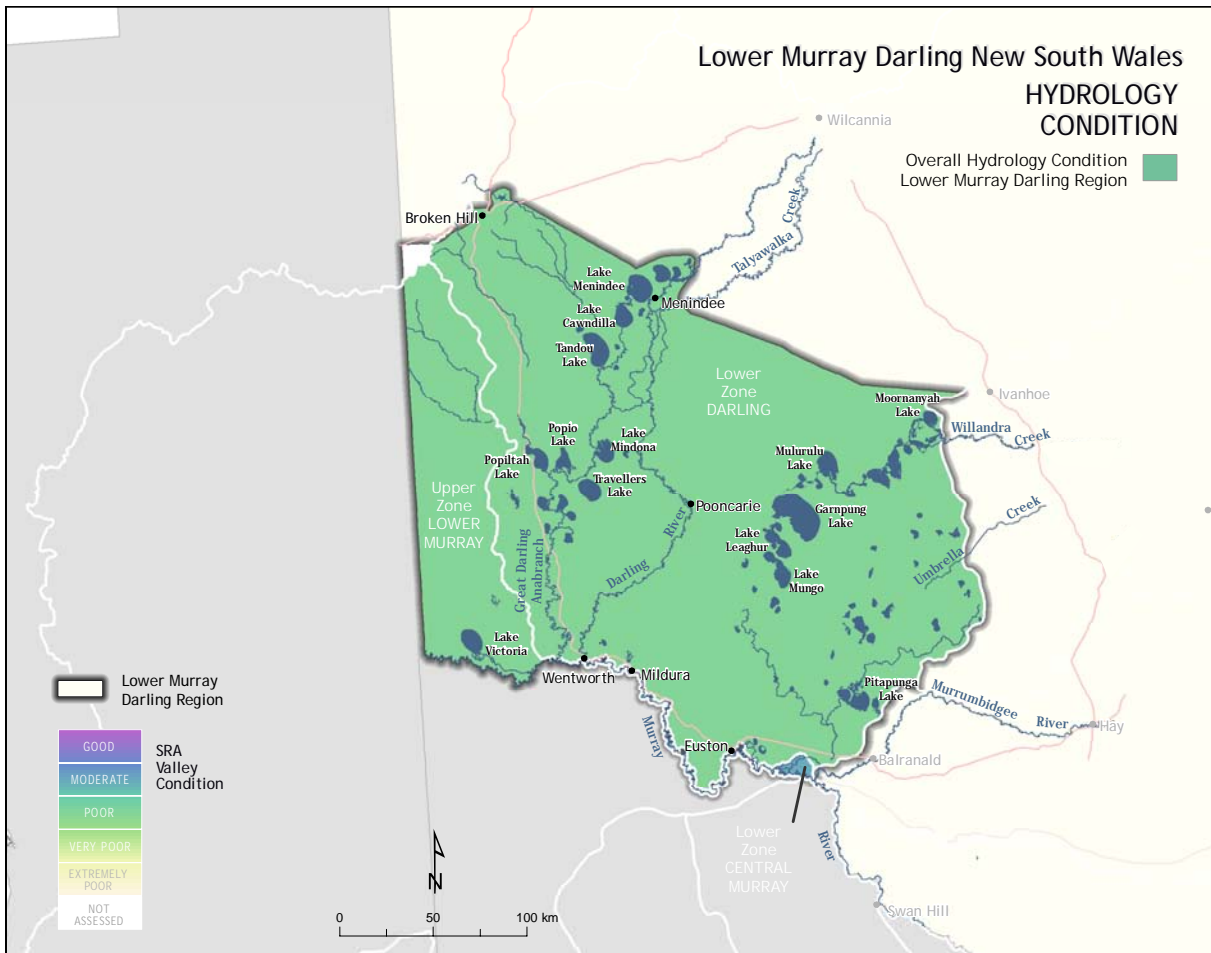 Lower Murray Darling New South Wales
HYDROLOGY
CONDITION
Overall Hydrology Condition
Lower Murray Darling Region
Wilcannia
Talyawalka
Creek
Broken Hill
Lake
Menindee
Menindee
Lake
Cawndilla
Tandou
Lake
Lower
Zone
DARLING
Ivanhoe
Moornanyah
Lake
Willandra
Creek
Popio
Lake
Lake
Mindona
Popiltah
Lake
Travellers
Lake
Mulurulu
Lake
Upper
Zone
LOWER
MURRAY
Pooncarie
Garnpung
Lake
Lake
Leaghur
Lake
Mungo
Umbrella
Creek
Great Darling
Anabranch
Darling
River
Lake
Victoria
Wentworth
Mildura
Pitapunga
Lake
Murrumbidgee
River
Hay
Murray
Euston
Balranald
Lower
Zone
CENTRAL
MURRAY
River
Swan Hill
Lower Murray
Darling Region
GOOD
MODERATE
POOR
VERY POOR
EXTREMELY
POOR
NOT
ASSESSED
SRA
Valley
Condition
N
0 50 100 km